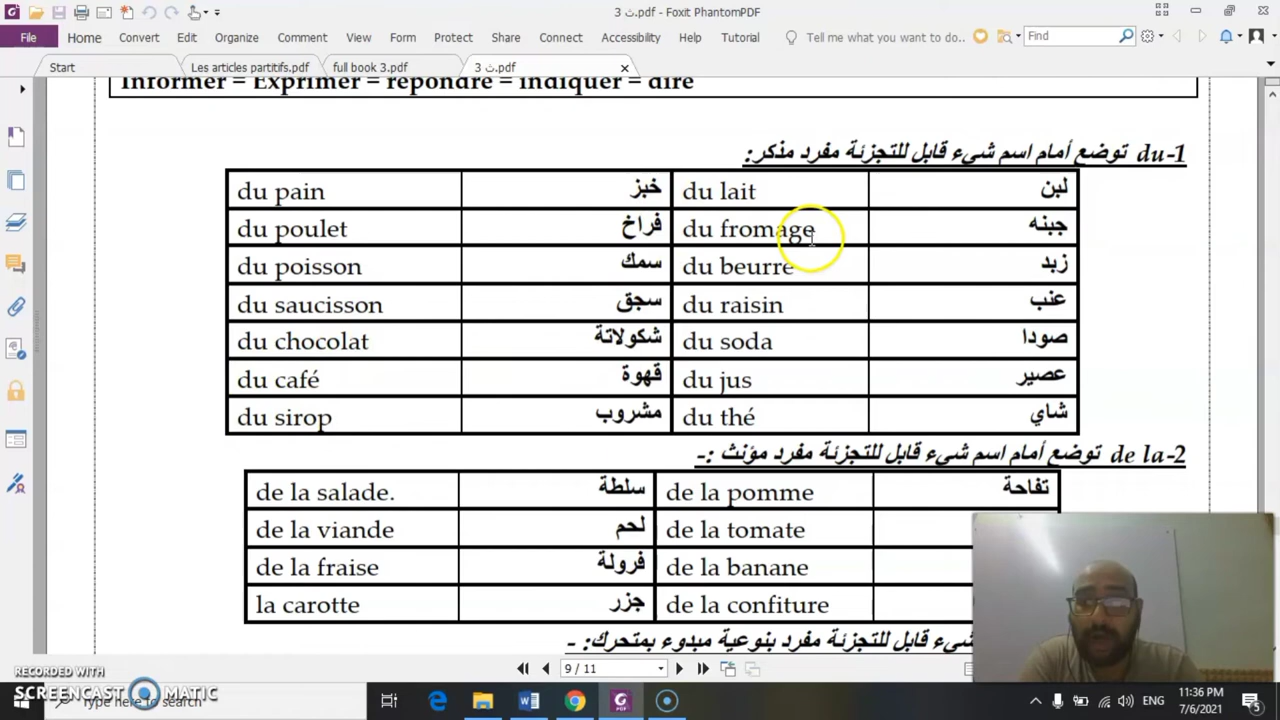 3 ث.pdf - Foxit PhantomPDF
File Home Convert Edit Organize Comment View Form Protect Share Connect Accessibility Help Tutorial Tell me what you want to do.. Find
Start Les articles partitifs.pdf full book 3.pdf 3 ث.pdf
Informer = Exprimer = repondre = indiquer = dire
du-1 توضع أمام اسم شيء قابل للتجزئة مفرد مذكر:
du pain خبز du lait لبن
du poulet فراخ du fromage جبنه
du poisson سمك du beurre زبد
du saucisson سجق du raisin عنب
du chocolat شكولاتة du soda صودا
du café قهوة du jus عصير
du sirop مشروب du thé شاي
de la-2 توضع أمام اسم شيء قابل للتجزئة مفرد مؤنث :-
de la salade. سلطة de la pomme تفاحة
de la viande لحم de la tomate
de la fraise فرولة de la banane
la carotte جزر de la confiture
شيء قابل للتجزئة مفرد بنوعية مبدوء بمتحرك: -
9 / 11
RECORDED WITH
SCREENCAST MATIC
Type here to search
ENG
11:36 PM
7/6/2021
5